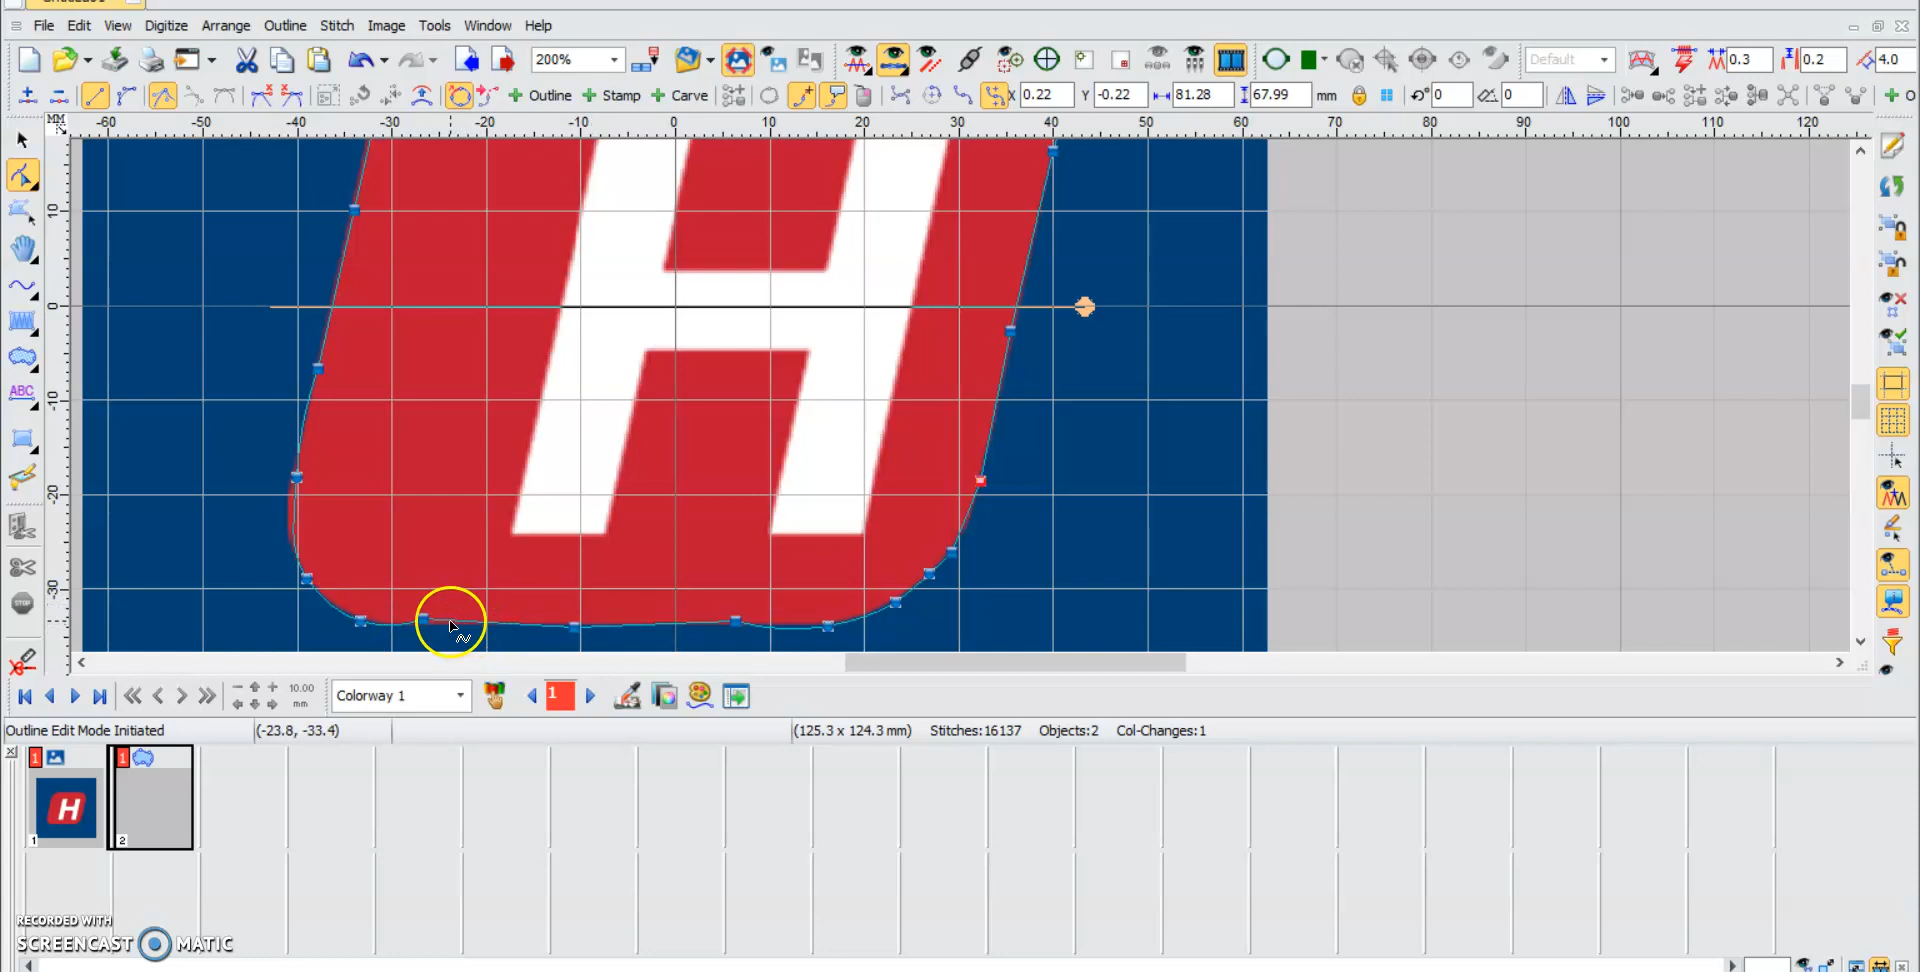 File Edit View Digitize Arrange Outline Stitch Image Tools Window Help
200% Default 0.3 0.2 4.0
Outline Stamp Carve X 0.22 Y -0.22 81.28 67.99 mm 0 0
MM -60 -50 -40 -30 -20 -10 0 10 20 30 40 50 60 70 80 90 100 110 120
10
0
-10
-20
-30
ABC
STOP
H
10.00
mm
Colorway 1
1
Outline Edit Mode Initiated (-23.8, -33.4) (125.3 x 124.3 mm) Stitches:16137 Objects:2 Col-Changes:1
1 1
H
1 2
RECORDED WITH
SCREENCAST MATIC